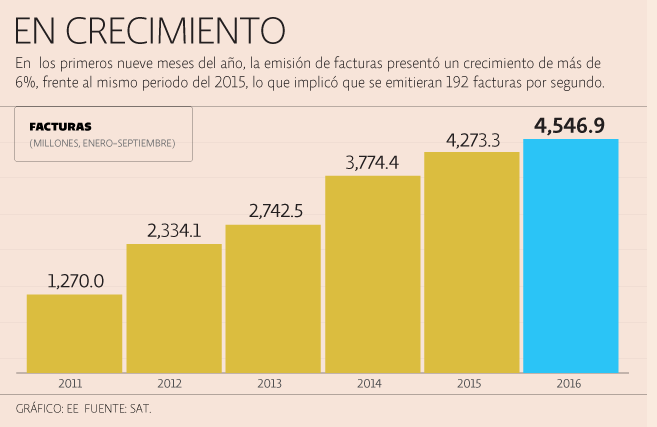 EN CRECIMIENTO
En los primeros nueve meses del año, la emisión de facturas presentó un crecimiento de más de
6%, frente al mismo periodo del 2015, lo que implicó que se emitieran 192 facturas por segundo.
FACTURAS
(MILLONES, ENERO–SEPTIEMBRE)
1,270.0
2,334.1
2,742.5
3,774.4
4,273.3
4,546.9
2011
2012
2013
2014
2015
2016
GRÁFICO: EE FUENTE: SAT.